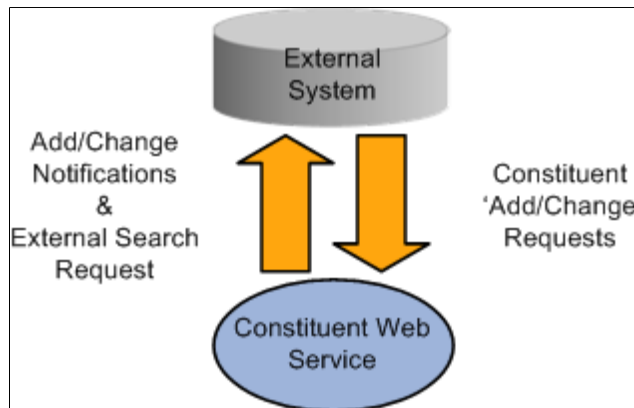 External
System
Add/Change
Notifications
&
External Search
Request
Constituent
‘Add/Change
Requests
Constituent Web
Service